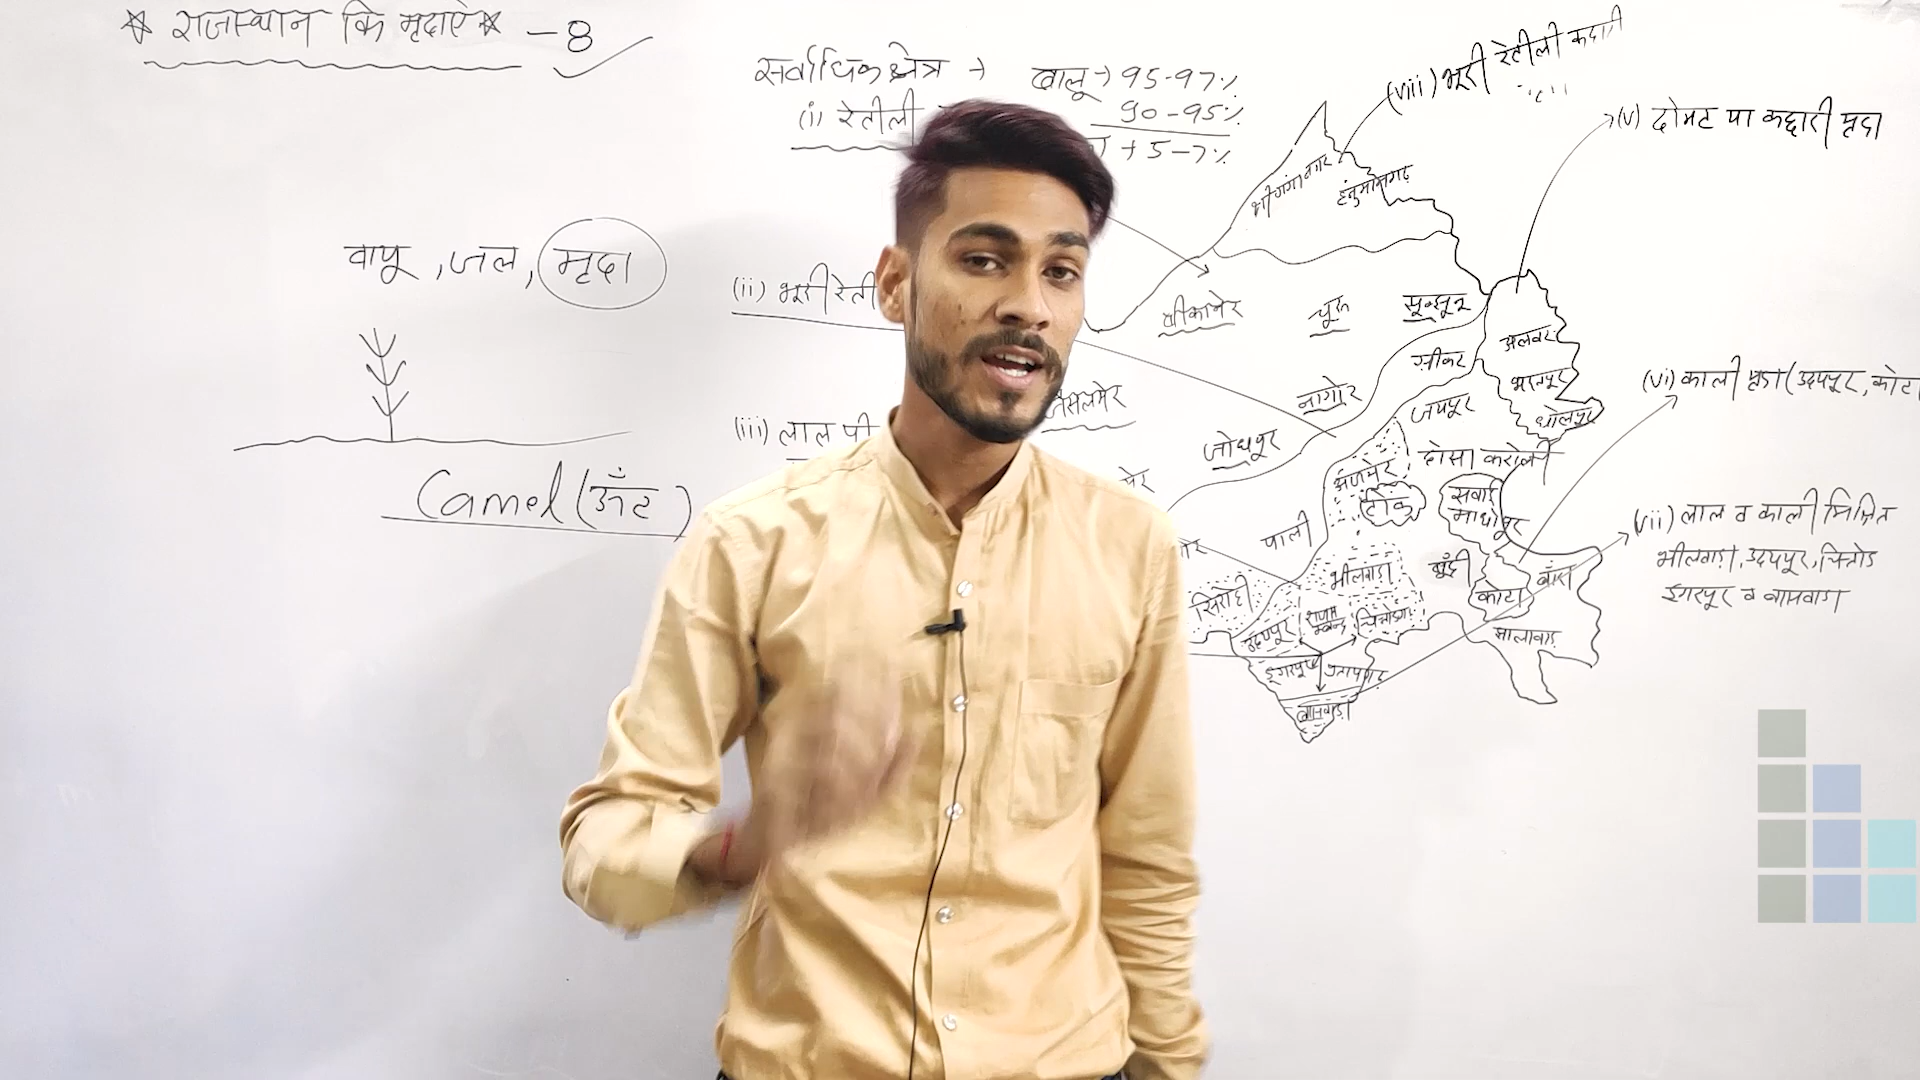 * राजस्थान कि मृदाऐ * - 8
सर्वाधिक क्षेत्र →
(i) रेतीली
बालू → 95-97%
90-95%
+ 5-7%
वायु, जल, मृदा
Camel (ऊँट)
(ii) भूरी रेती
(iii) लाल पी
(viii) भूरी रेतीली कछारी
(v) दोमट या कछारी मृदा
(vi) काली मृदा (उदयपुर, कोटा
(vii) लाल व काली मिश्रित
भीलवाड़ा, उदयपुर, चित्तोड
डुंगरपूर व बासवाडा
श्री गंगानगर
हनुमानगढ़
बीकानेर
चूरू
झुन्झुनू
सीकर
अलवर
भरतपुर
धोलपुर
जैसलमेर
नागौर
जयपुर
जोधपुर
अजमेर
दोसा करोली
टोंक
सवाई
माधोपुर
पाली
सिरोही
भीलवाड़ा
बूंदी
कोटा
बारां
झालावाड़
उदयपुर
चित्तोड़गढ़
डुंगरपूर
प्रतापगढ़
बांसवाड़ा